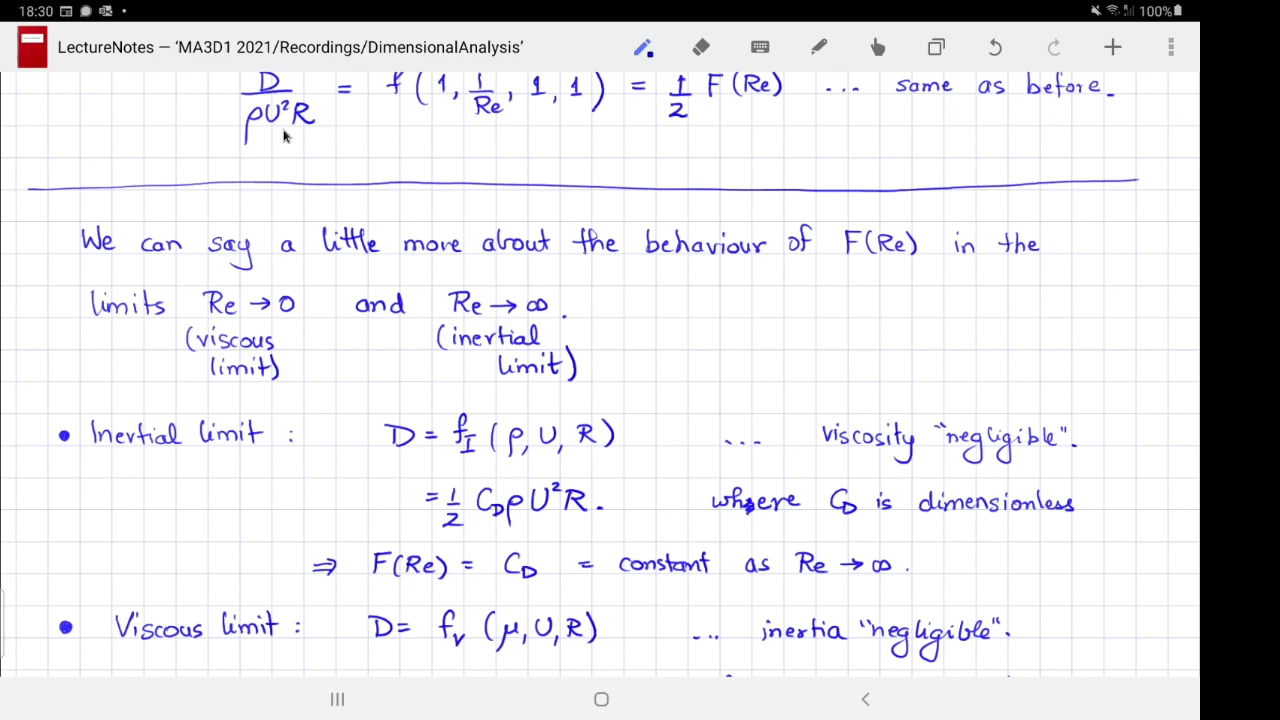 18:30 100%
LectureNotes — ‘MA3D1 2021/Recordings/DimensionalAnalysis’
D/ρU²R = f(1, 1/Re, 1, 1) = 1/2 F(Re) ... same as before.
We can say a little more about the behaviour of F(Re) in the
limits Re → 0 and Re → ∞.
(viscous limit) (inertial limit)
• Inertial limit : D = f_I (ρ, U, R) ... viscosity "negligible".
= 1/2 C_D ρ U² R. where C_D is dimensionless
⇒ F(Re) = C_D = constant as Re → ∞.
• Viscous limit : D = f_v (μ, U, R) ... inertia "negligible".